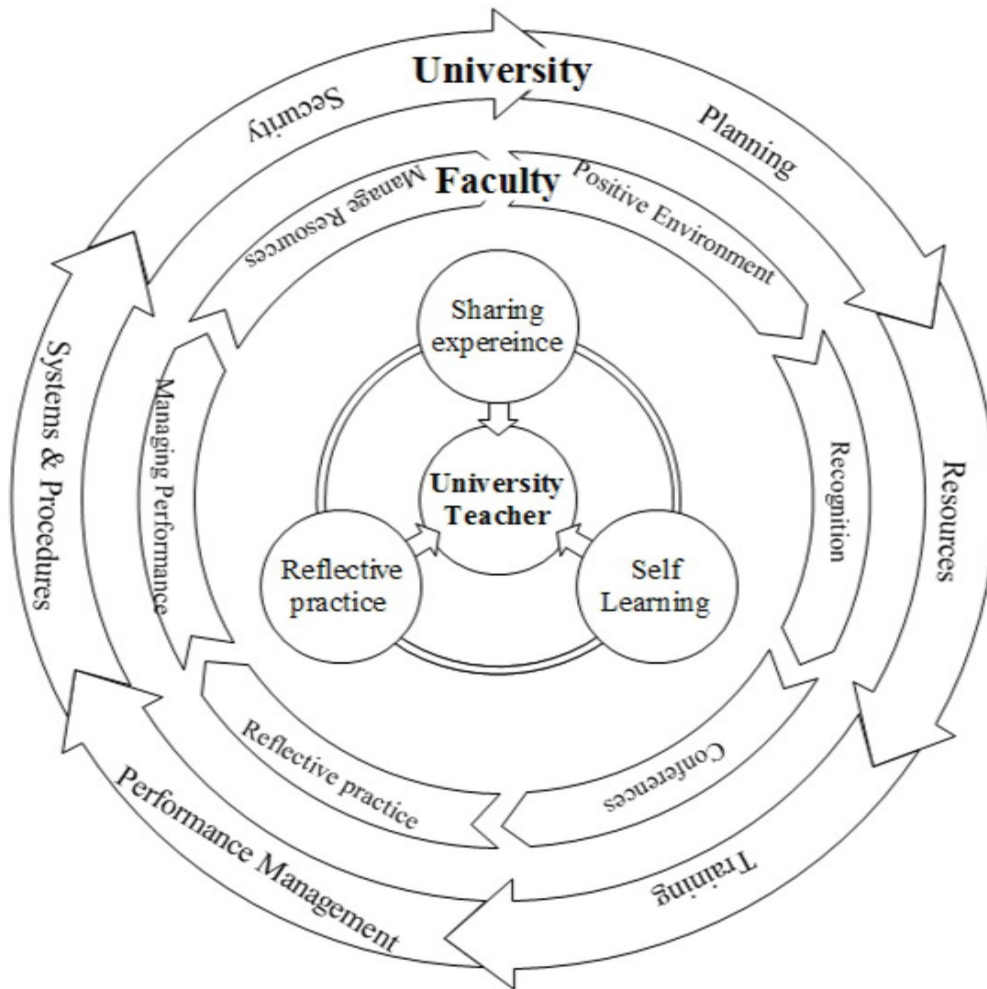 University
Security
Planning
Resources
Training
Performance Management
Systems & Procedures
Faculty
Manage Resources
Positive Environment
Recognition
Conferences
Reflective practice
Managing Performance
Sharing
expereince
University
Teacher
Reflective
practice
Self
Learning